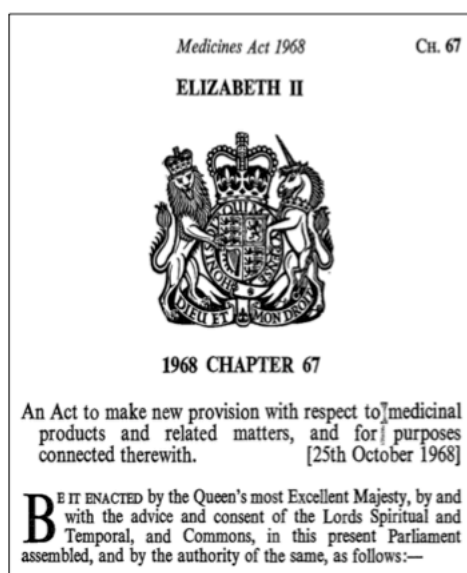 Medicines Act 1968 CH. 67
ELIZABETH II
DIEU ET MON DROIT
1968 CHAPTER 67
An Act to make new provision with respect to medicinal
products and related matters, and for purposes
connected therewith. [25th October 1968]
BE IT ENACTED by the Queen's most Excellent Majesty, by and
with the advice and consent of the Lords Spiritual and
Temporal, and Commons, in this present Parliament
assembled, and by the authority of the same, as follows:—